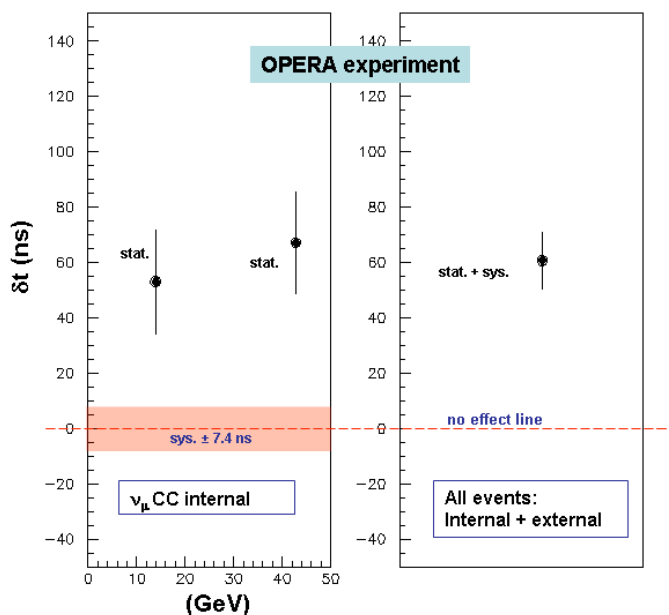 OPERA experiment
δt (ns)
140
120
100
80
60
40
20
0
−20
−40
stat.
stat.
sys. ± 7.4 ns
νμ CC internal
0 10 20 30 40 50
(GeV)
140
120
100
80
60
40
20
0
−20
−40
stat. + sys.
no effect line
All events:
Internal + external